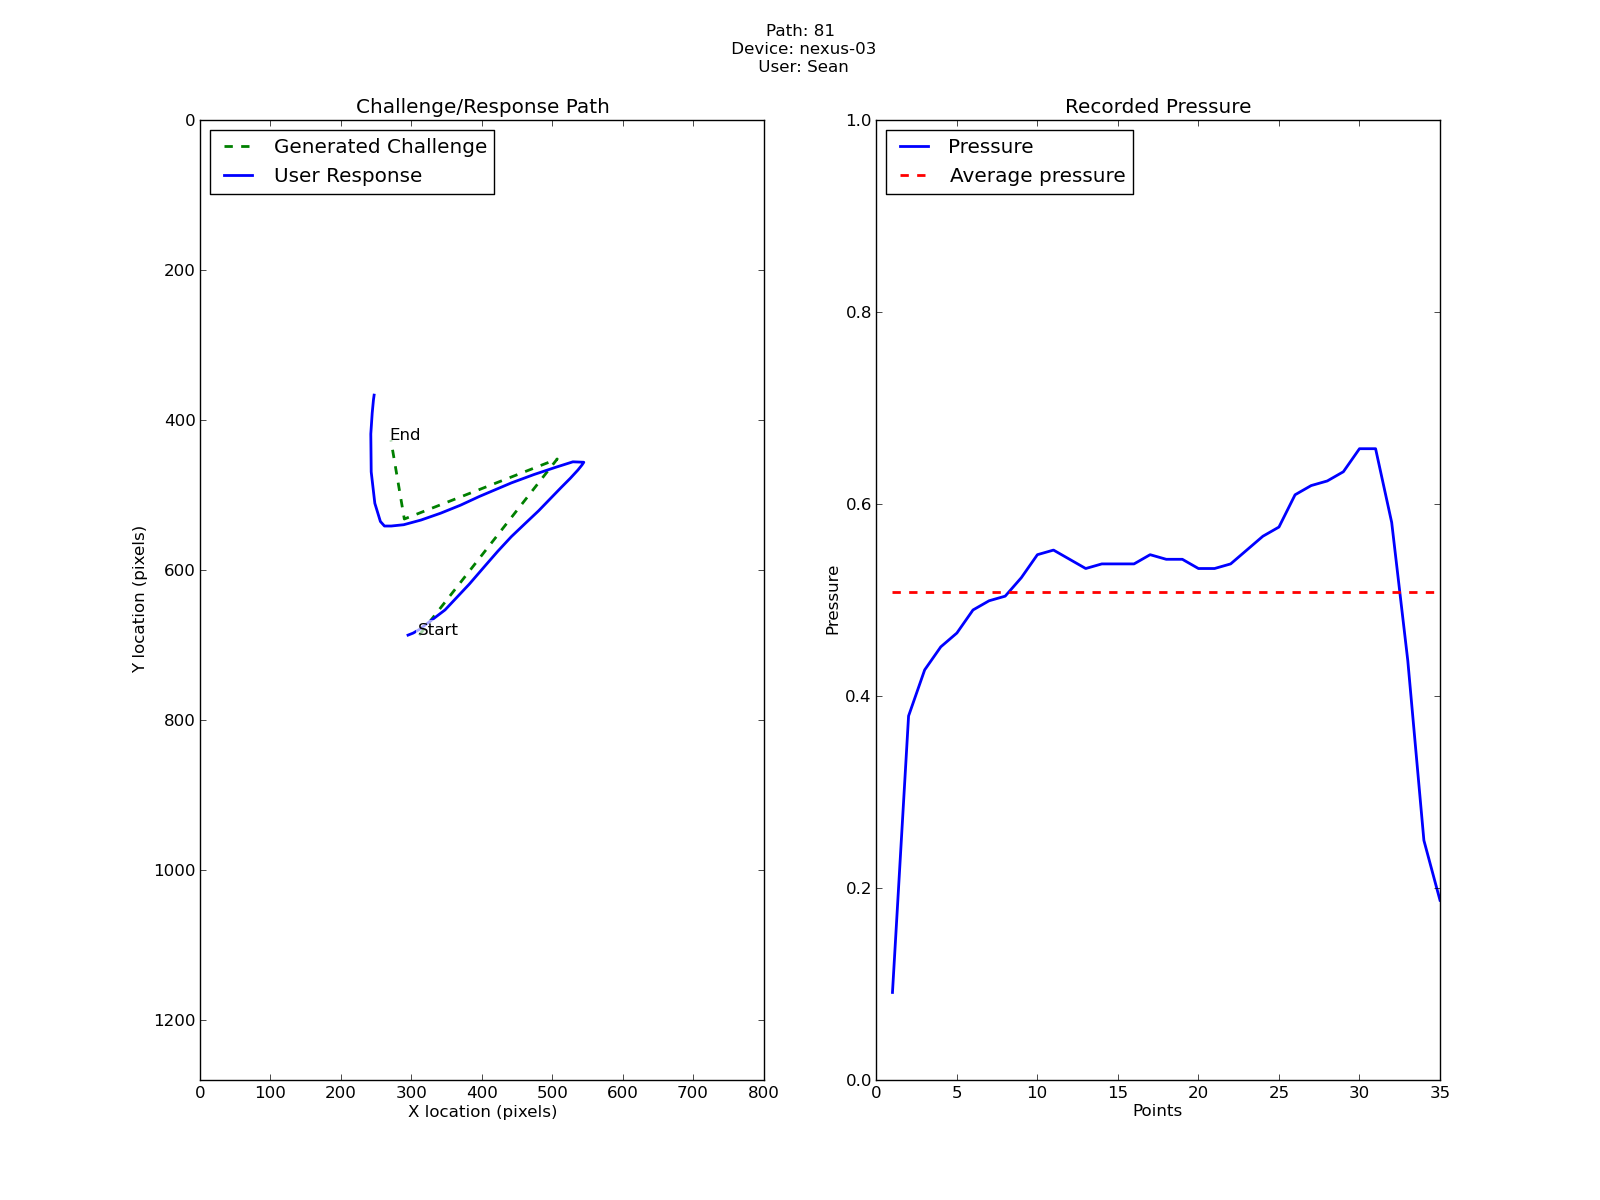 Path: 81
Device: nexus-03
User: Sean
Challenge/Response Path
Generated Challenge
User Response
0
200
400
600
800
1000
1200
Y location (pixels)
End
Start
0 100 200 300 400 500 600 700 800
X location (pixels)
Recorded Pressure
Pressure
Average pressure
1.0
0.8
0.6
0.4
0.2
0.0
Pressure
0 5 10 15 20 25 30 35
Points